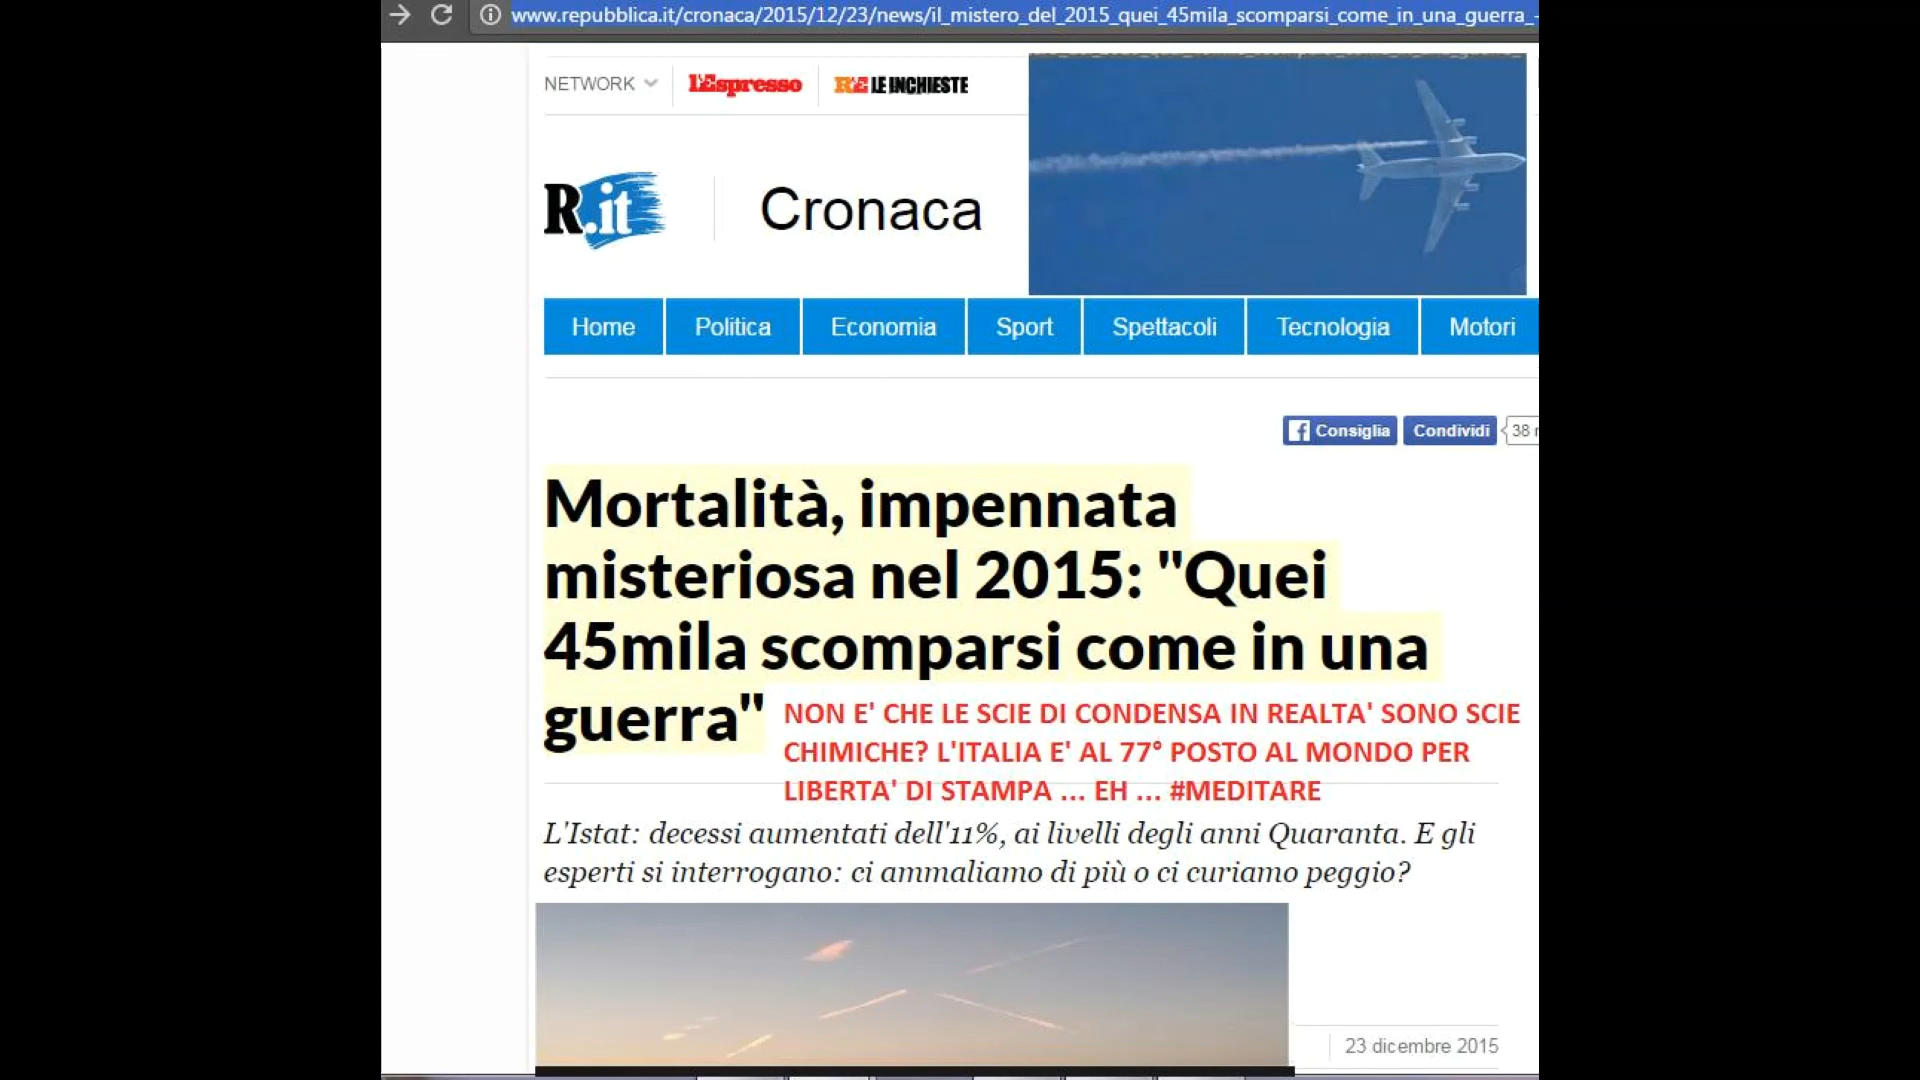 www.repubblica.it/cronaca/2015/12/23/news/il_mistero_del_2015_quei_45mila_scomparsi_come_in_una_guerra_-
NETWORK
L'Espresso
RE LE INCHIESTE
R.it
Cronaca
Home Politica Economia Sport Spettacoli Tecnologia Motori
Consiglia Condividi 38
Mortalità, impennata
misteriosa nel 2015: "Quei
45mila scomparsi come in una
guerra"
NON E' CHE LE SCIE DI CONDENSA IN REALTA' SONO SCIE
CHIMICHE? L'ITALIA E' AL 77° POSTO AL MONDO PER
LIBERTA' DI STAMPA ... EH ... #MEDITARE
L'Istat: decessi aumentati dell'11%, ai livelli degli anni Quaranta. E gli
esperti si interrogano: ci ammaliamo di più o ci curiamo peggio?
23 dicembre 2015